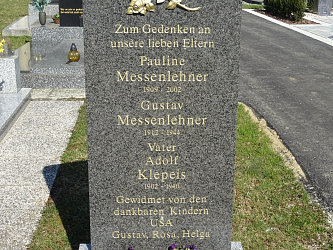 Zum Gedenken an
unsere lieben Eltern
Pauline
Messenlehner
1909 - 2002
Gustav
Messenlehner
1912 - 1944
Vater
Adolf
Klepeis
1902 - 1946
Gewidmet von den
dankbaren Kindern
USA
Gustav, Rosa, Helga